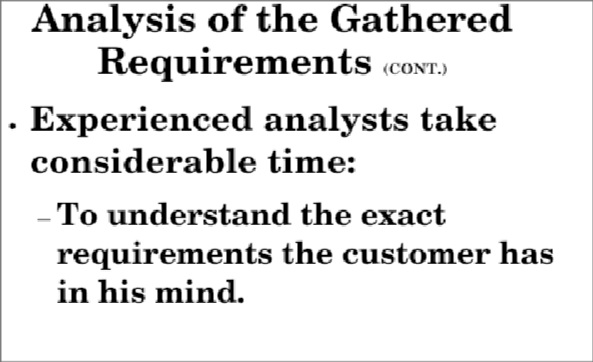 Analysis of the Gathered
Requirements (CONT.)
• Experienced analysts take
considerable time:
– To understand the exact
requirements the customer has
in his mind.